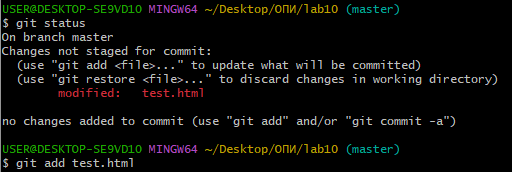 USER@DESKTOP-SE9VD10 MINGW64 ~/Desktop/ОПИ/lab10 (master)
$ git status
On branch master
Changes not staged for commit:
  (use "git add <file>..." to update what will be committed)
  (use "git restore <file>..." to discard changes in working directory)
        modified:   test.html

no changes added to commit (use "git add" and/or "git commit -a")

USER@DESKTOP-SE9VD10 MINGW64 ~/Desktop/ОПИ/lab10 (master)
$ git add test.html